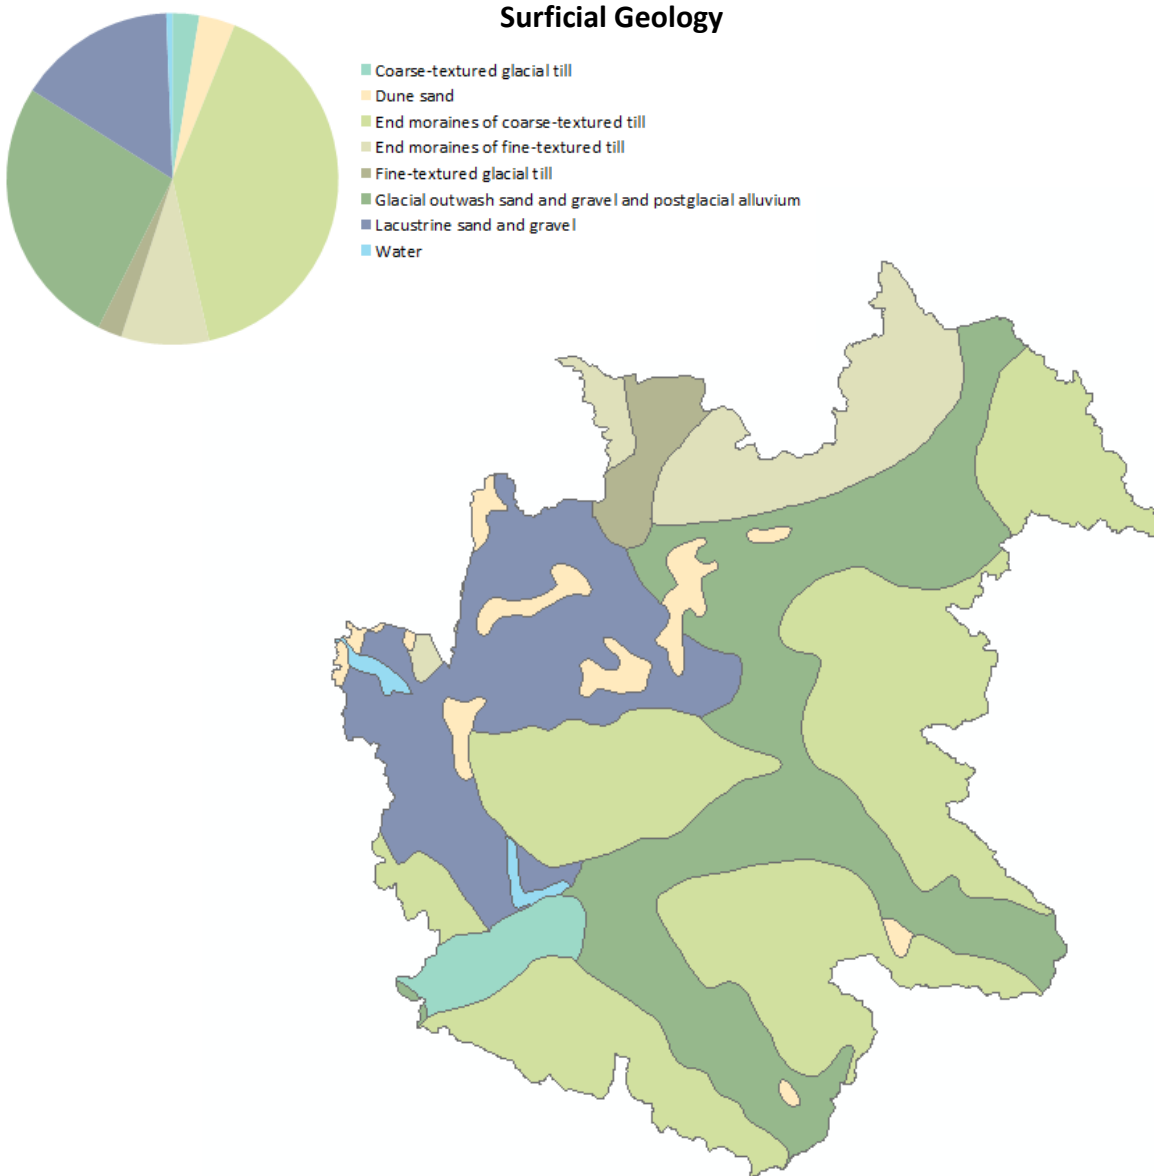 Surficial Geology
Coarse-textured glacial till
Dune sand
End moraines of coarse-textured till
End moraines of fine-textured till
Fine-textured glacial till
Glacial outwash sand and gravel and postglacial alluvium
Lacustrine sand and gravel
Water